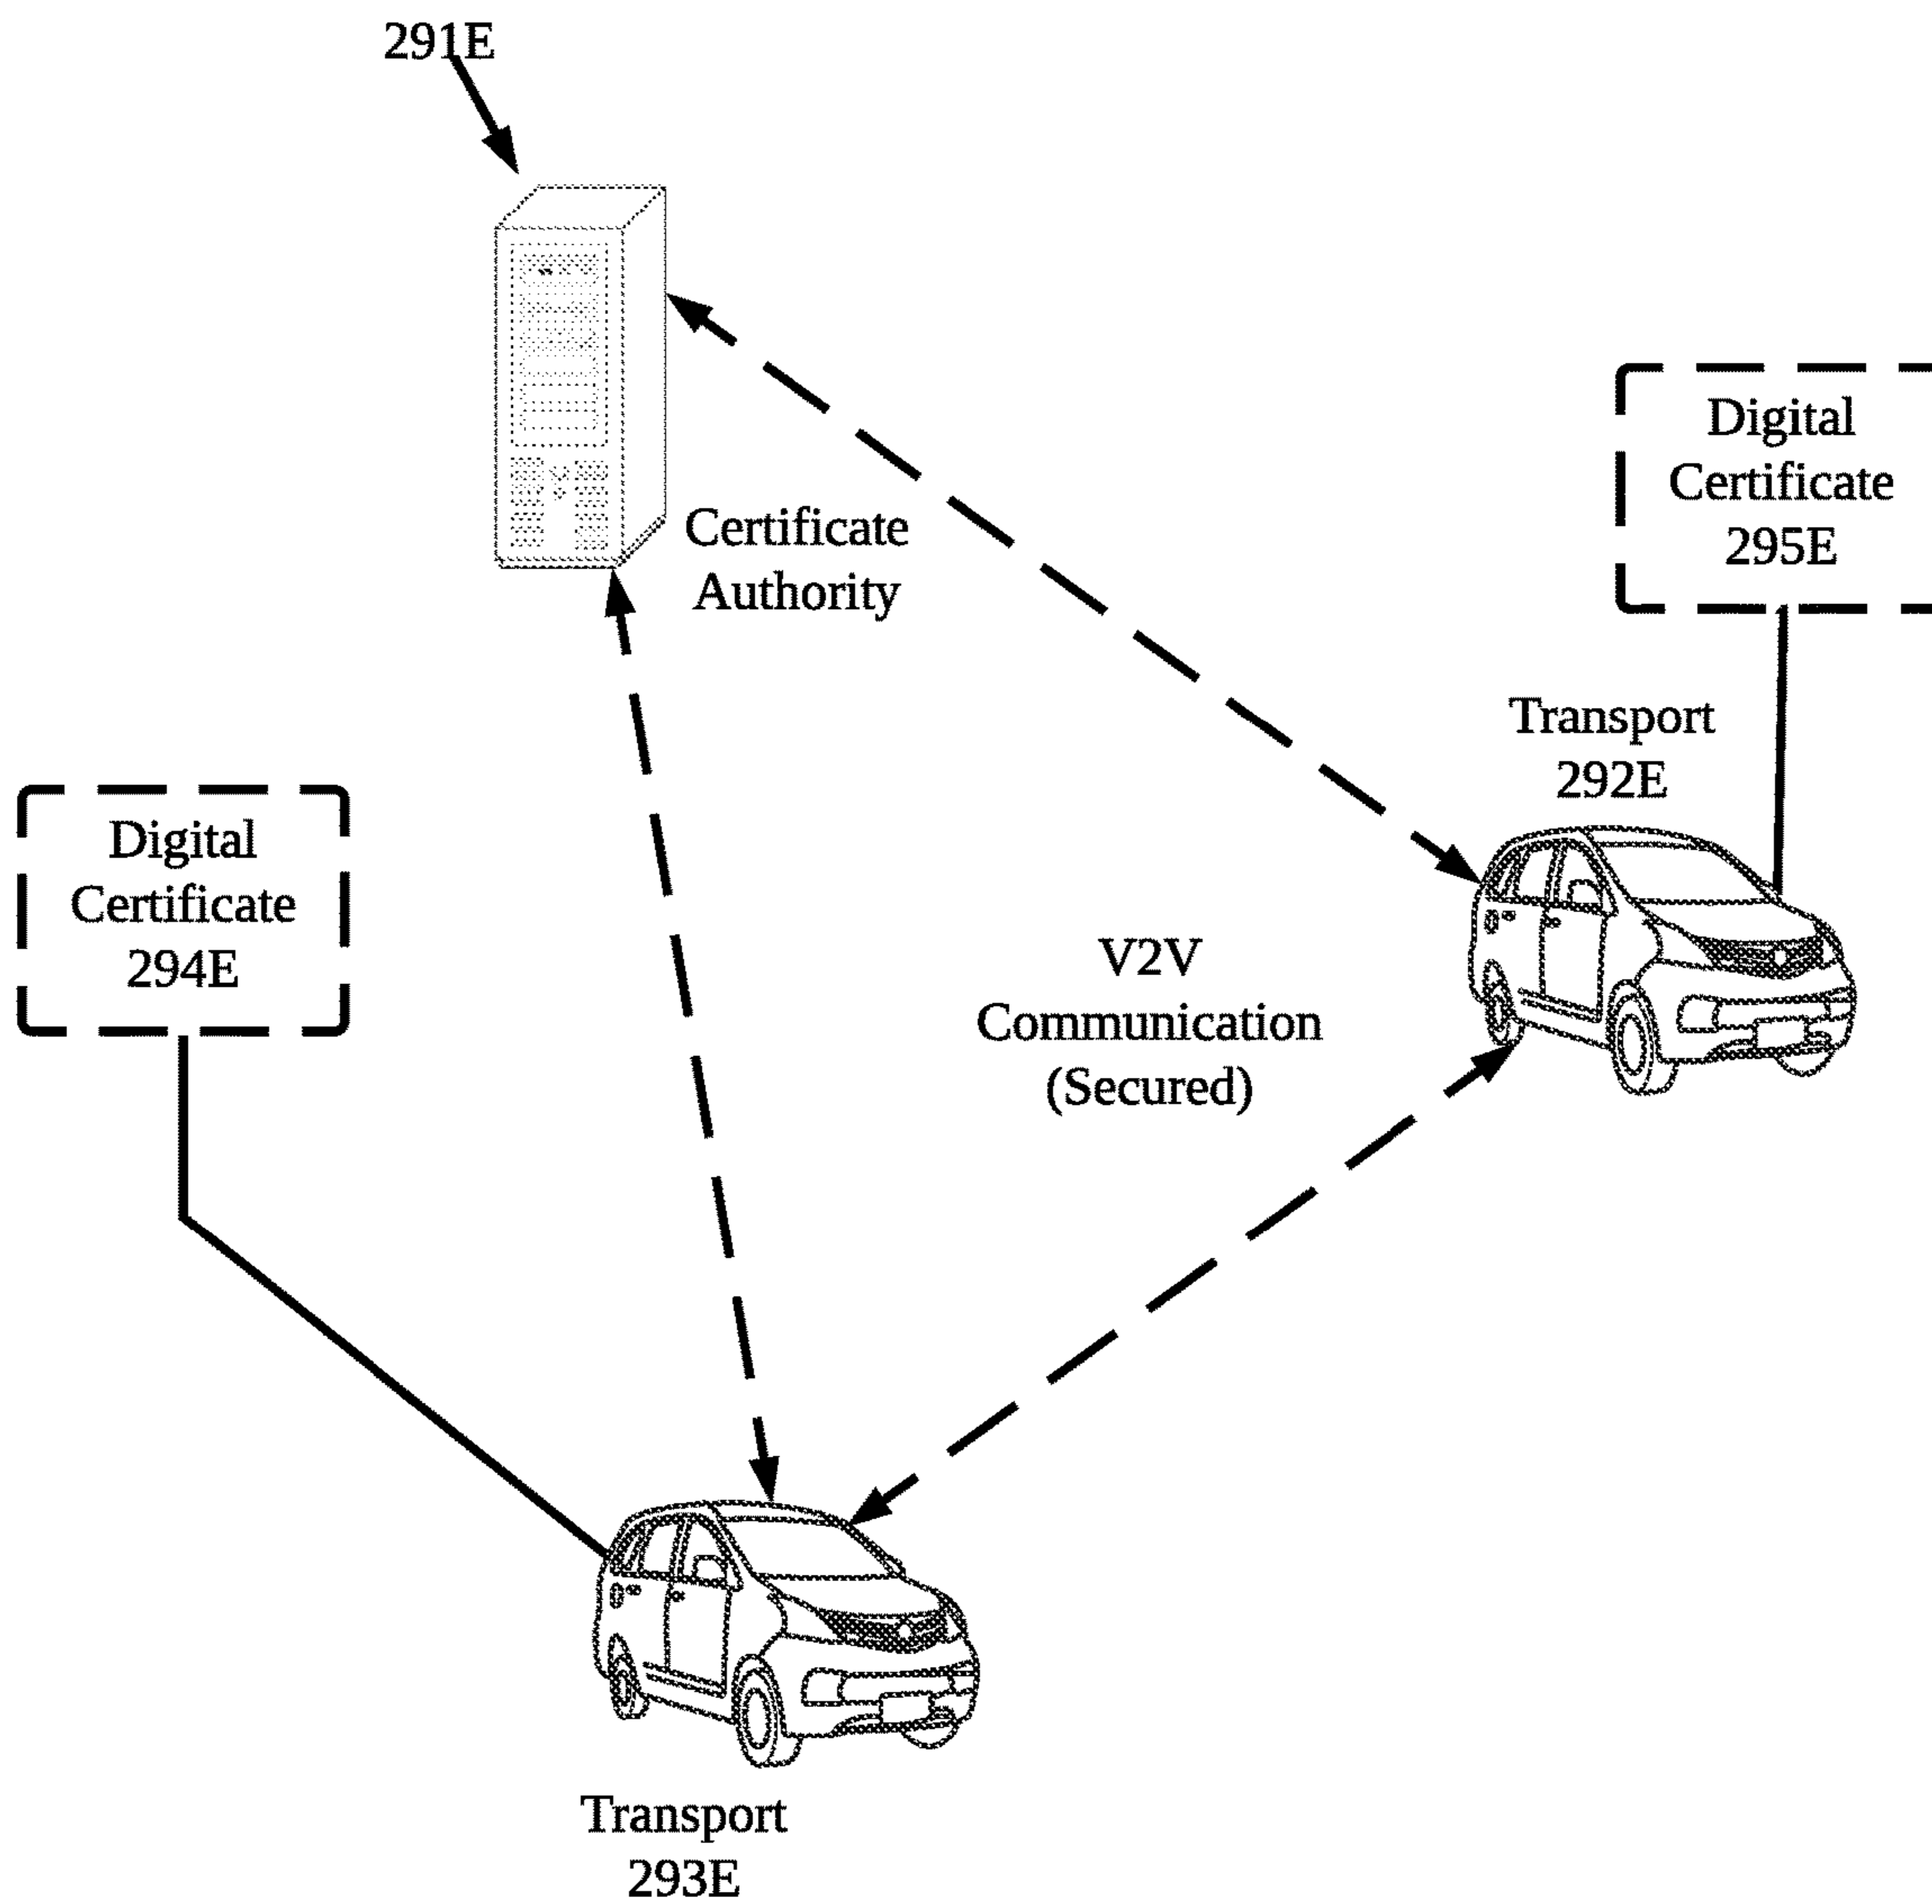 291E
Certificate
Authority
Digital
Certificate
295E
Transport
292E
Digital
Certificate
294E
V2V
Communication
(Secured)
Transport
293E